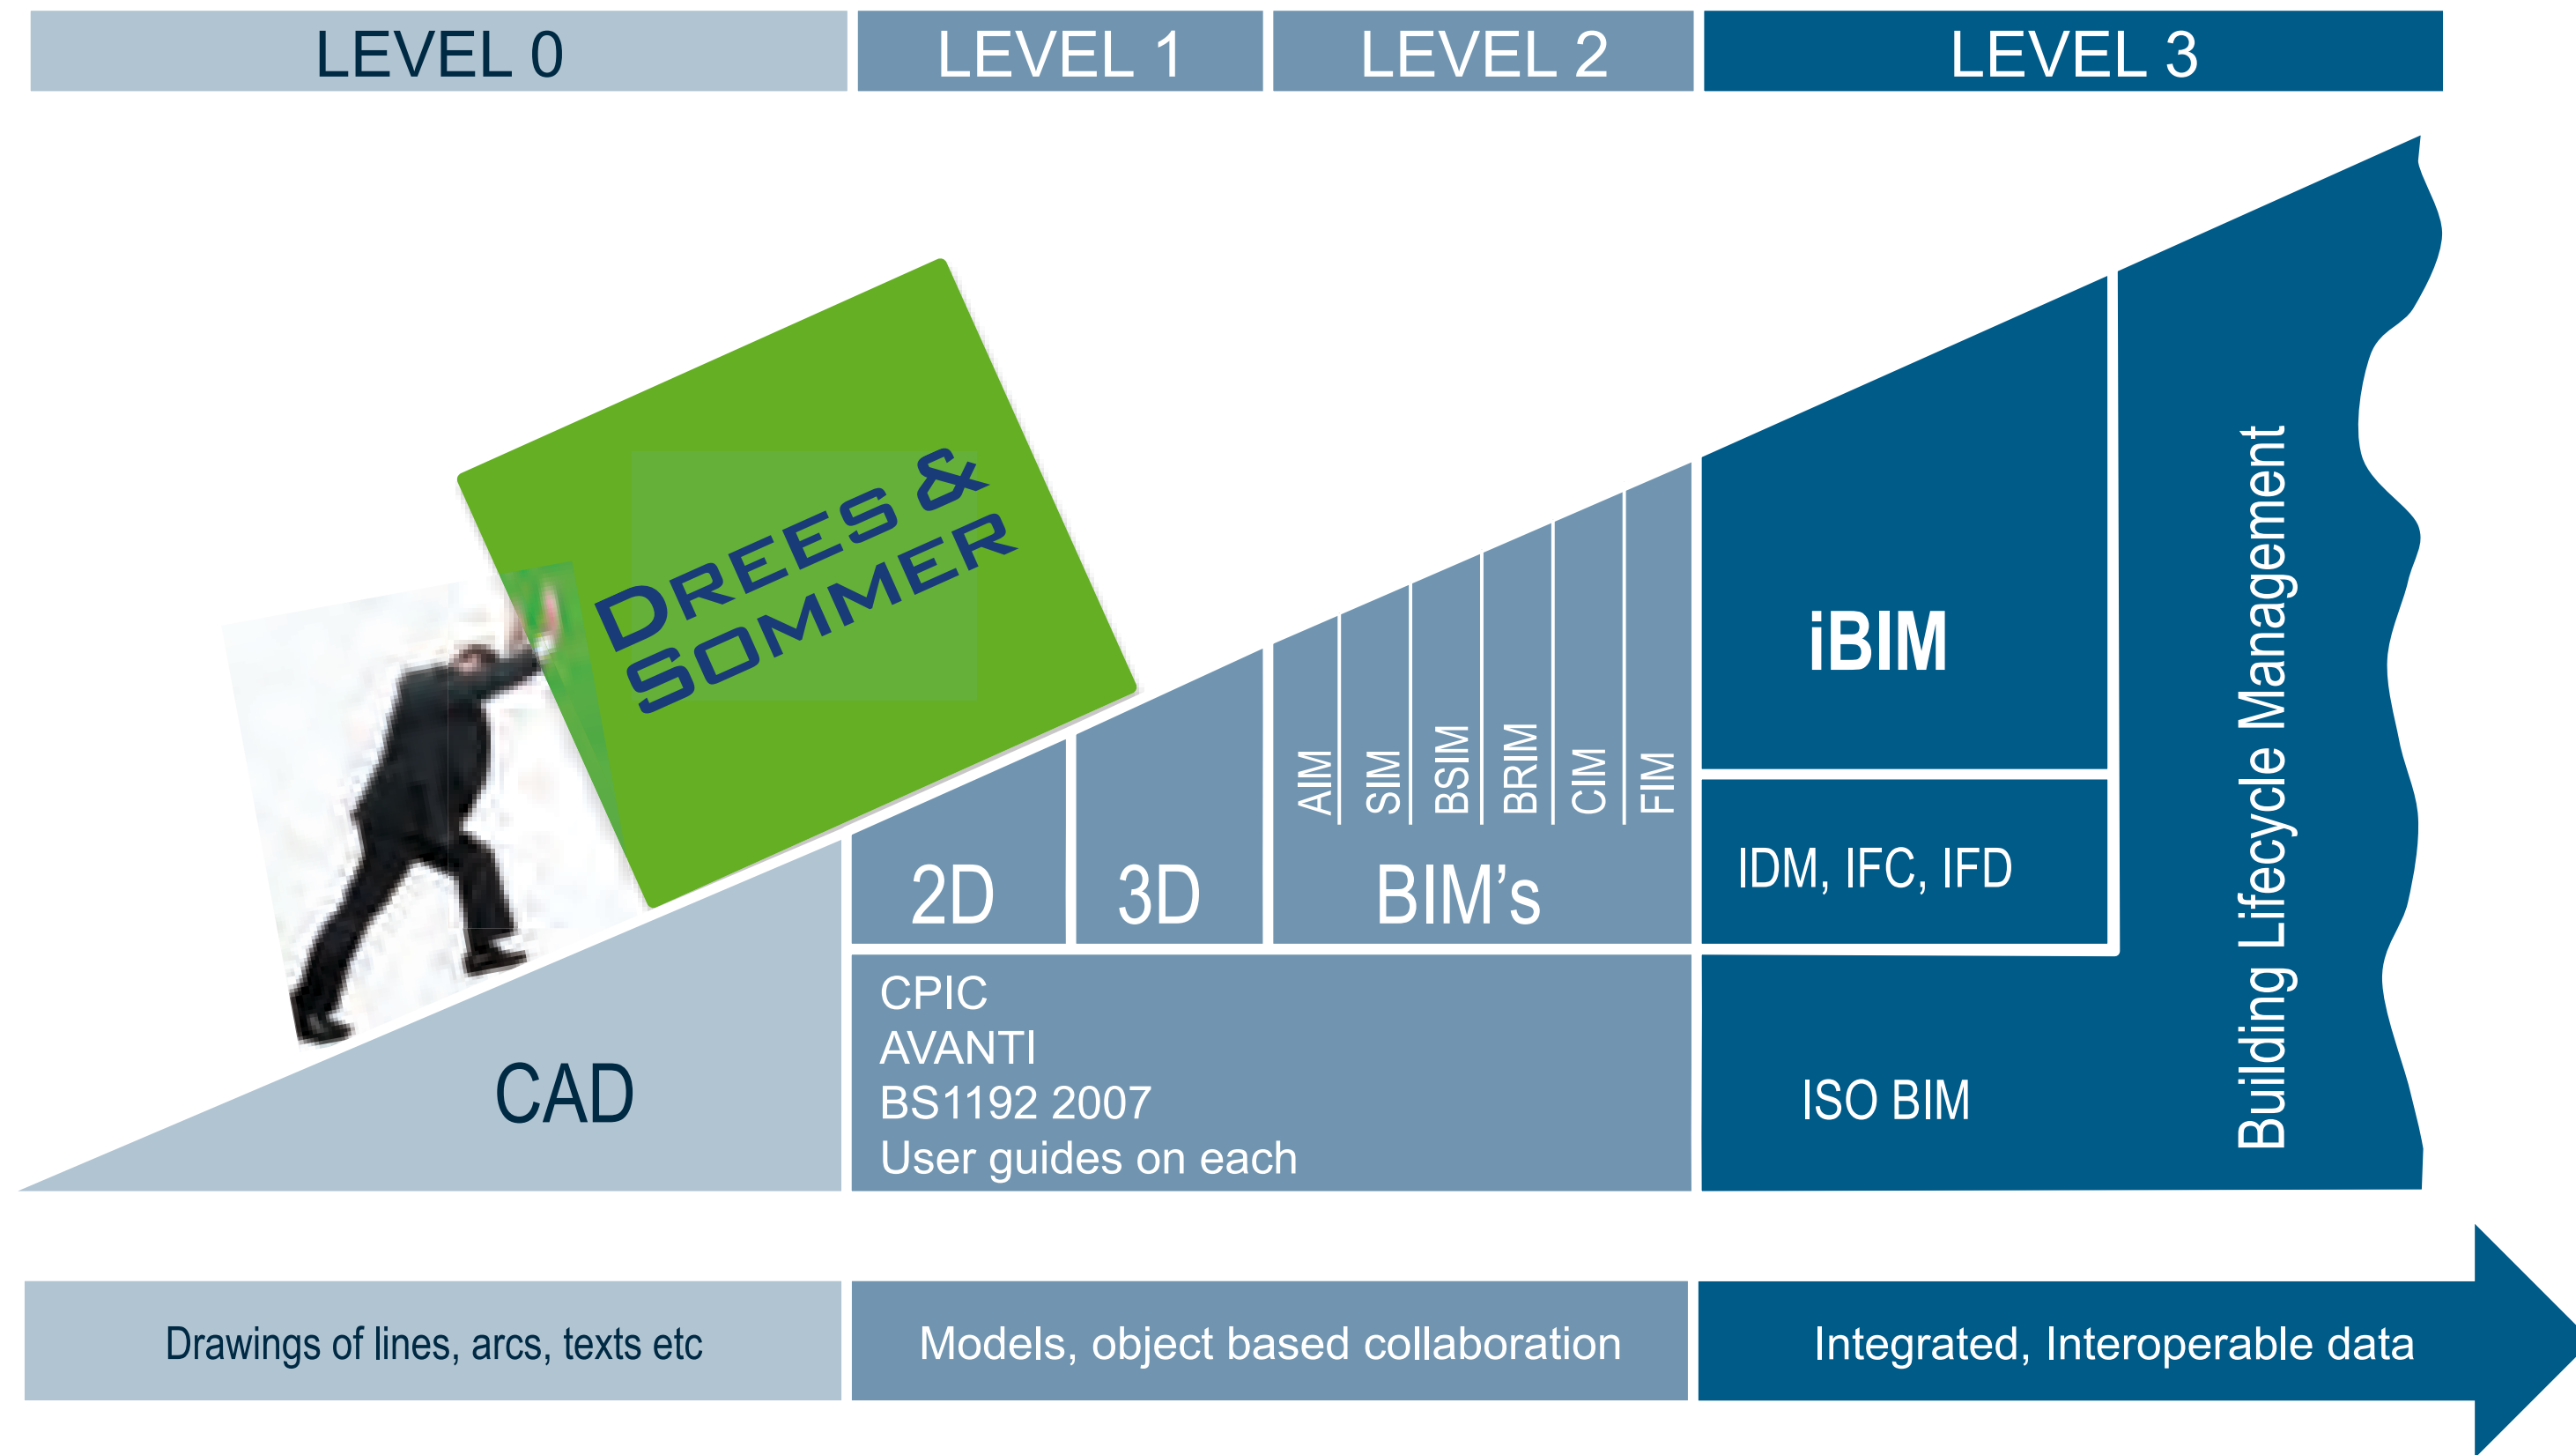 LEVEL 0
LEVEL 1
LEVEL 2
LEVEL 3
DREES &
SOMMER
CAD
2D
3D
AIM
SIM
BSIM
BRIM
CIM
FIM
BIM’s
CPIC
AVANTI
BS1192 2007
User guides on each
iBIM
IDM, IFC, IFD
ISO BIM
Building Lifecycle Management
Drawings of lines, arcs, texts etc
Models, object based collaboration
Integrated, Interoperable data